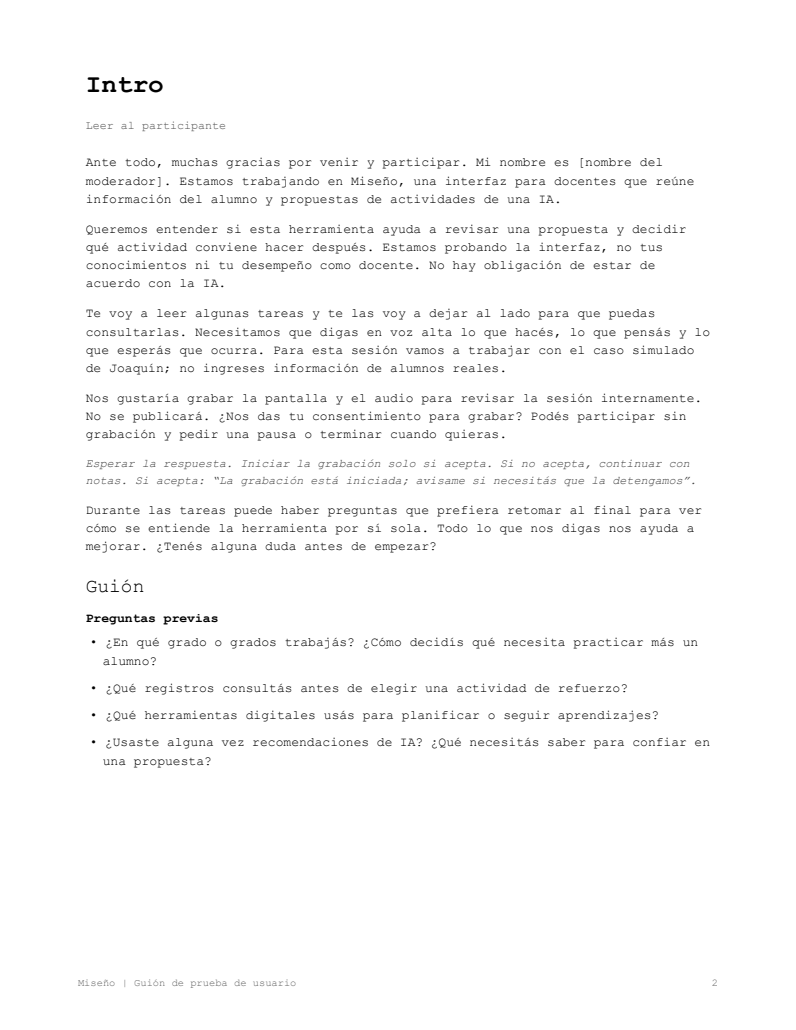 Intro
Leer al participante
Ante todo, muchas gracias por venir y participar. Mi nombre es [nombre del
moderador]. Estamos trabajando en Miseño, una interfaz para docentes que reúne
información del alumno y propuestas de actividades de una IA.
Queremos entender si esta herramienta ayuda a revisar una propuesta y decidir
qué actividad conviene hacer después. Estamos probando la interfaz, no tus
conocimientos ni tu desempeño como docente. No hay obligación de estar de
acuerdo con la IA.
Te voy a leer algunas tareas y te las voy a dejar al lado para que puedas
consultarlas. Necesitamos que digas en voz alta lo que hacés, lo que pensás y lo
que esperás que ocurra. Para esta sesión vamos a trabajar con el caso simulado
de Joaquín; no ingreses información de alumnos reales.
Nos gustaría grabar la pantalla y el audio para revisar la sesión internamente.
No se publicará. ¿Nos das tu consentimiento para grabar? Podés participar sin
grabación y pedir una pausa o terminar cuando quieras.
Esperar la respuesta. Iniciar la grabación solo si acepta. Si no acepta, continuar con
notas. Si acepta: “La grabación está iniciada; avisame si necesitás que la detengamos”.
Durante las tareas puede haber preguntas que prefiera retomar al final para ver
cómo se entiende la herramienta por sí sola. Todo lo que nos digas nos ayuda a
mejorar. ¿Tenés alguna duda antes de empezar?
Guión
Preguntas previas
• ¿En qué grado o grados trabajás? ¿Cómo decidís qué necesita practicar más un
alumno?
• ¿Qué registros consultás antes de elegir una actividad de refuerzo?
• ¿Qué herramientas digitales usás para planificar o seguir aprendizajes?
• ¿Usaste alguna vez recomendaciones de IA? ¿Qué necesitás saber para confiar en
una propuesta?
Miseño | Guión de prueba de usuario
2